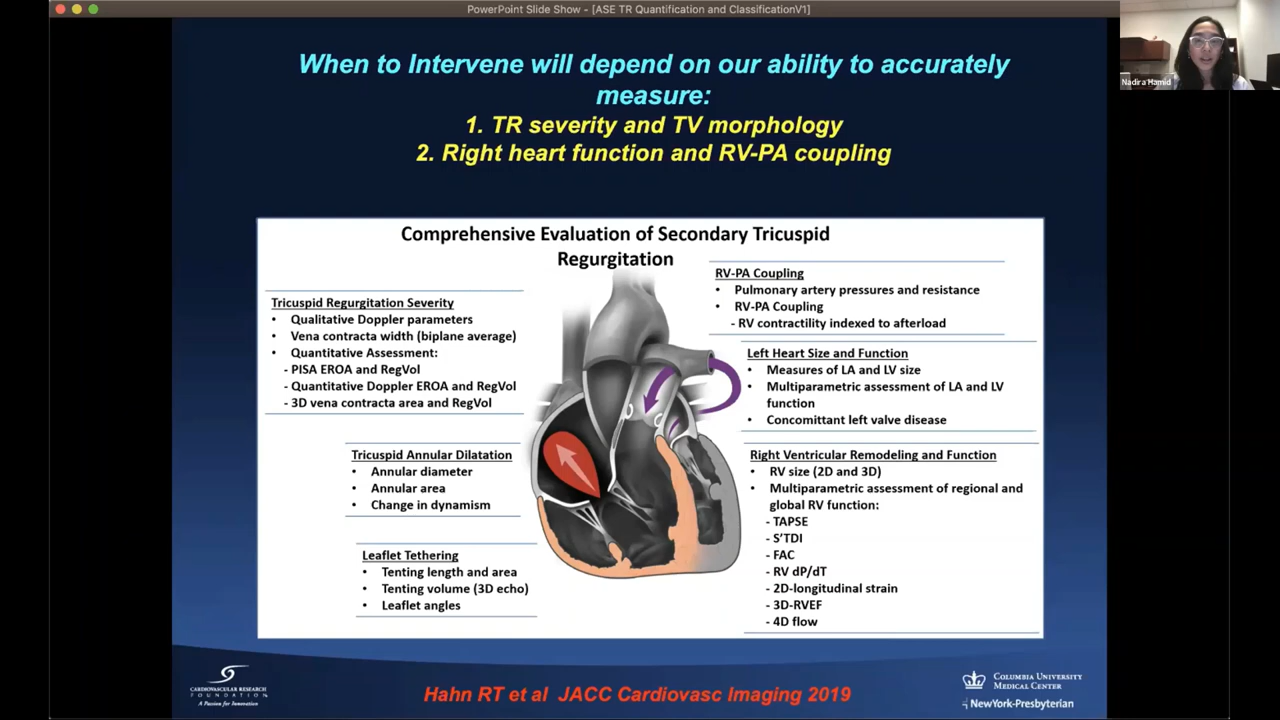 PowerPoint Slide Show - [ASE TR Quantification and ClassificationV1]
Nadira Hamid
When to Intervene will depend on our ability to accurately
measure:
1. TR severity and TV morphology
2. Right heart function and RV-PA coupling
Comprehensive Evaluation of Secondary Tricuspid
Regurgitation
Tricuspid Regurgitation Severity
• Qualitative Doppler parameters
• Vena contracta width (biplane average)
• Quantitative Assessment:
- PISA EROA and RegVol
- Quantitative Doppler EROA and RegVol
- 3D vena contracta area and RegVol
Tricuspid Annular Dilatation
• Annular diameter
• Annular area
• Change in dynamism
Leaflet Tethering
• Tenting length and area
• Tenting volume (3D echo)
• Leaflet angles
RV-PA Coupling
• Pulmonary artery pressures and resistance
• RV-PA Coupling
- RV contractility indexed to afterload
Left Heart Size and Function
• Measures of LA and LV size
• Multiparametric assessment of LA and LV
function
• Concomittant left valve disease
Right Ventricular Remodeling and Function
• RV size (2D and 3D)
• Multiparametric assessment of regional and
global RV function:
- TAPSE
- S'TDI
- FAC
- RV dP/dT
- 2D-longitudinal strain
- 3D-RVEF
- 4D flow
CARDIOVASCULAR RESEARCH
FOUNDATION
A Passion for Innovation
Hahn RT et al JACC Cardiovasc Imaging 2019
COLUMBIA UNIVERSITY
MEDICAL CENTER
NewYork-Presbyterian